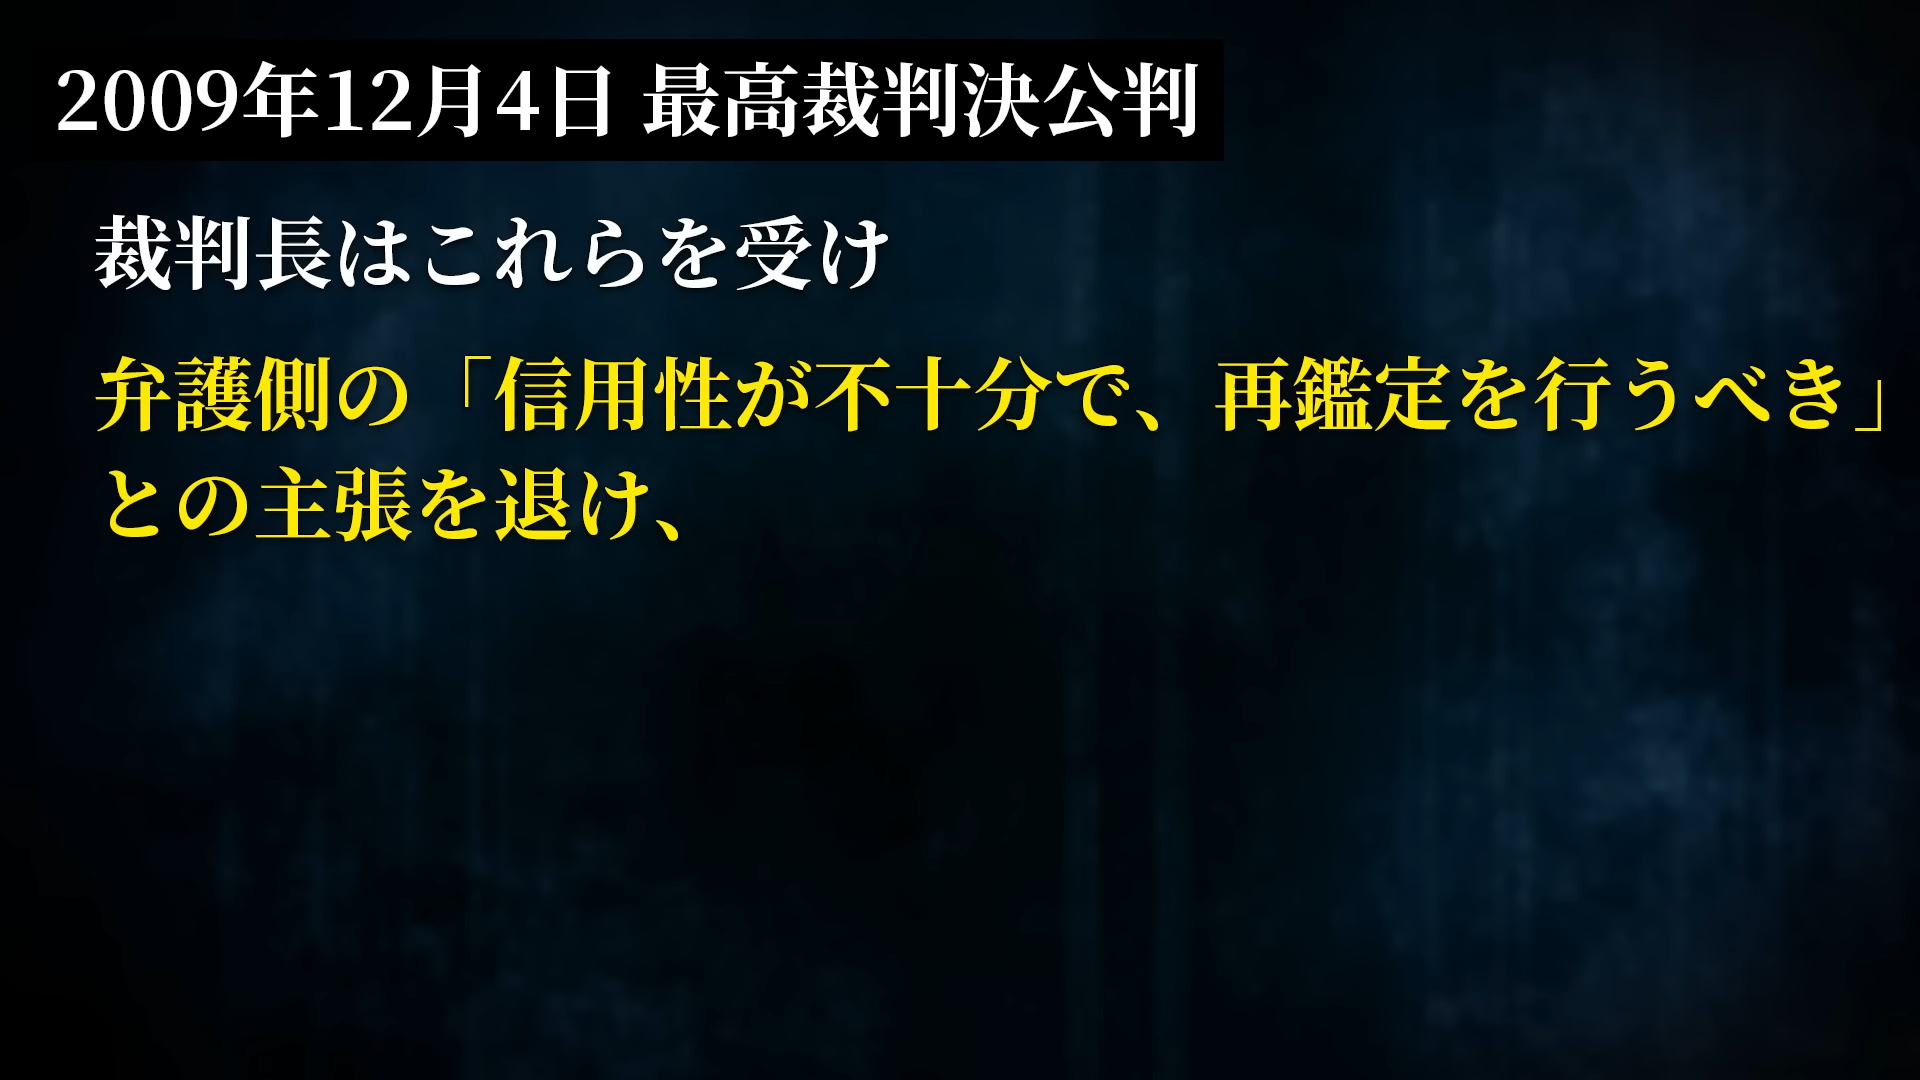 2009年12月4日 最高裁判決公判
裁判長はこれらを受け
弁護側の「信用性が不十分で、再鑑定を行うべき」
との主張を退け、